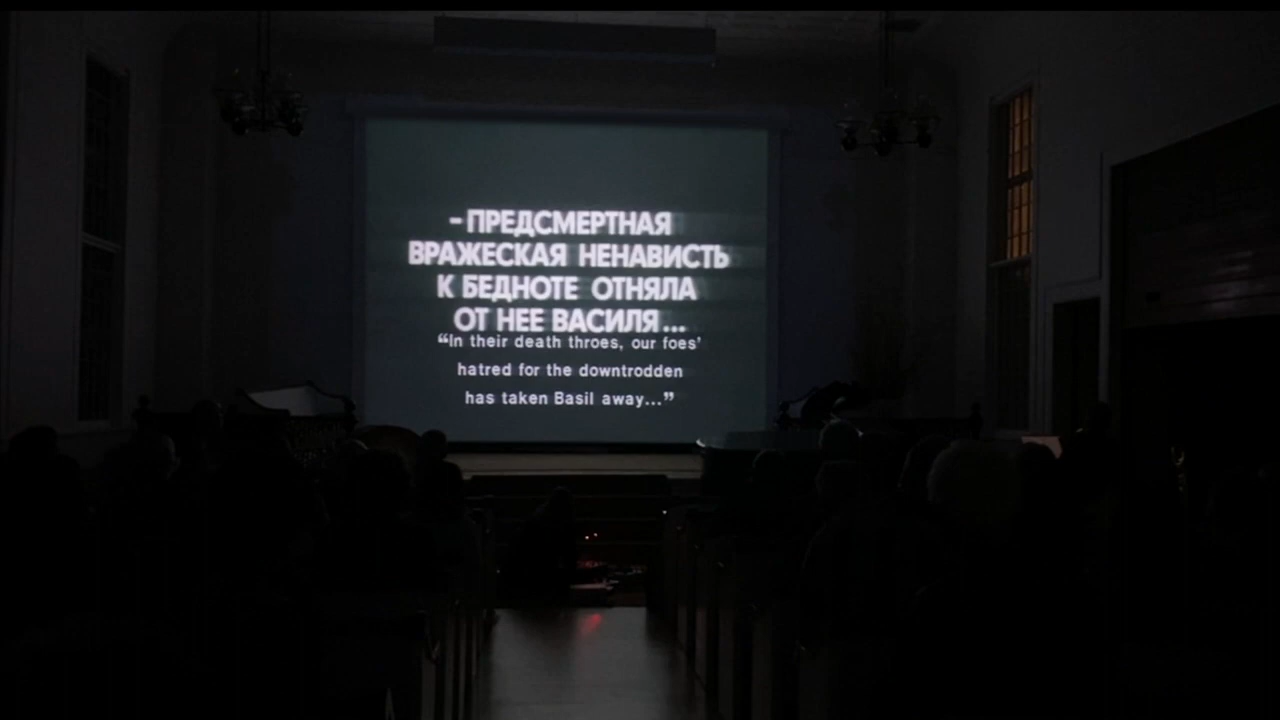 -ПРЕДСМЕРТНАЯ
ВРАЖЕСКАЯ НЕНАВИСТЬ
К БЕДНОТЕ ОТНЯЛА
ОТ НЕЕ ВАСИЛЯ...
“In their death throes, our foes’
hatred for the downtrodden
has taken Basil away...”